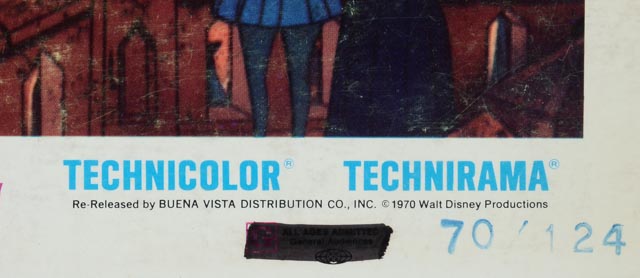 TECHNICOLOR® TECHNIRAMA®
Re-Released by BUENA VISTA DISTRIBUTION CO., INC. © 1970 Walt Disney Productions
ALL AGES ADMITTED
General Audiences
70/124